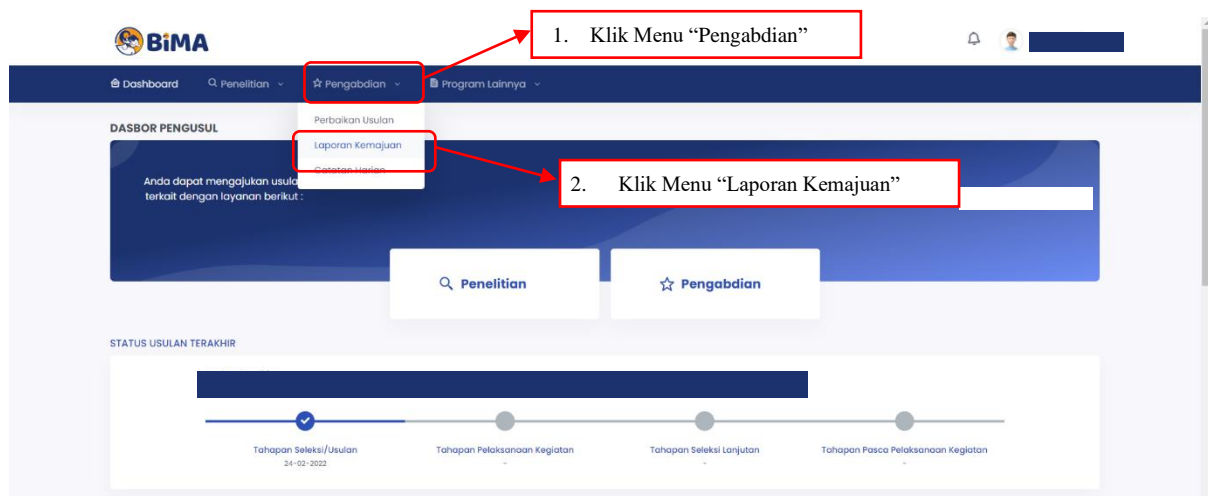 1. Klik Menu “Pengabdian”
BiMA
Dashboard Penelitian Pengabdian Program Lainnya
DASBOR PENGUSUL
Perbaikan Usulan
Laporan Kemajuan
Catatan Harian
Anda dapat mengajukan usula
terkait dengan layanan berikut :
2. Klik Menu “Laporan Kemajuan”
Penelitian
Pengabdian
STATUS USULAN TERAKHIR
Tahapan Seleksi/Usulan
24-02-2022
Tahapan Pelaksanaan Kegiatan
-
Tahapan Seleksi Lanjutan
-
Tahapan Pasca Pelaksanaan Kegiatan
-